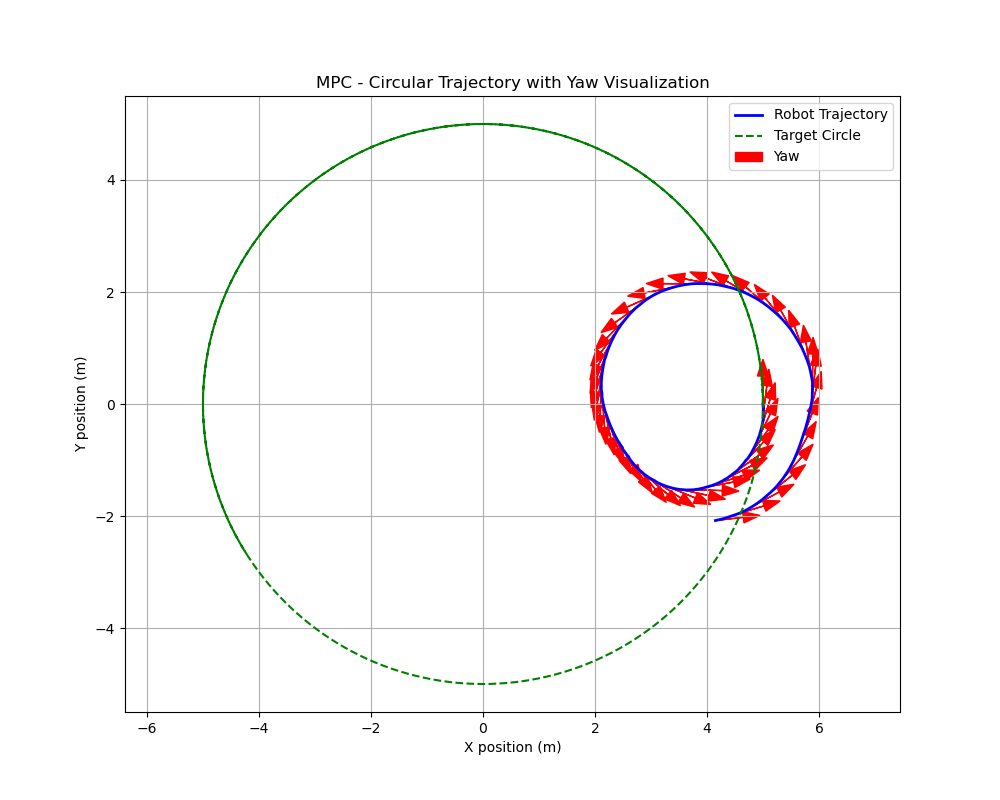 MPC - Circular Trajectory with Yaw Visualization
Robot Trajectory
Target Circle
Yaw
Y position (m)
4
2
0
−2
−4
−6 −4 −2 0 2 4 6
X position (m)